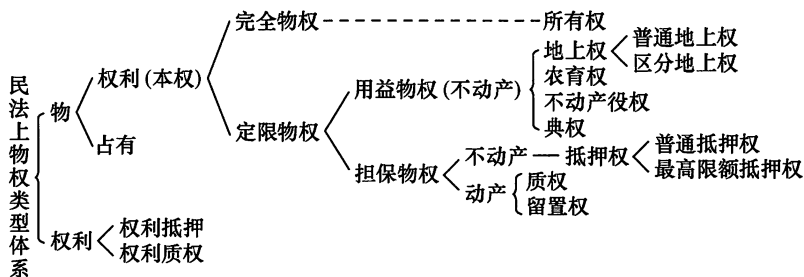 民法上物权类型体系
物
权利(本权)
完全物权
所有权
定限物权
用益物权(不动产)
地上权
普通地上权
区分地上权
农育权
不动产役权
典权
担保物权
不动产
抵押权
普通抵押权
最高限额抵押权
动产
质权
留置权
占有
权利
权利抵押
权利质权